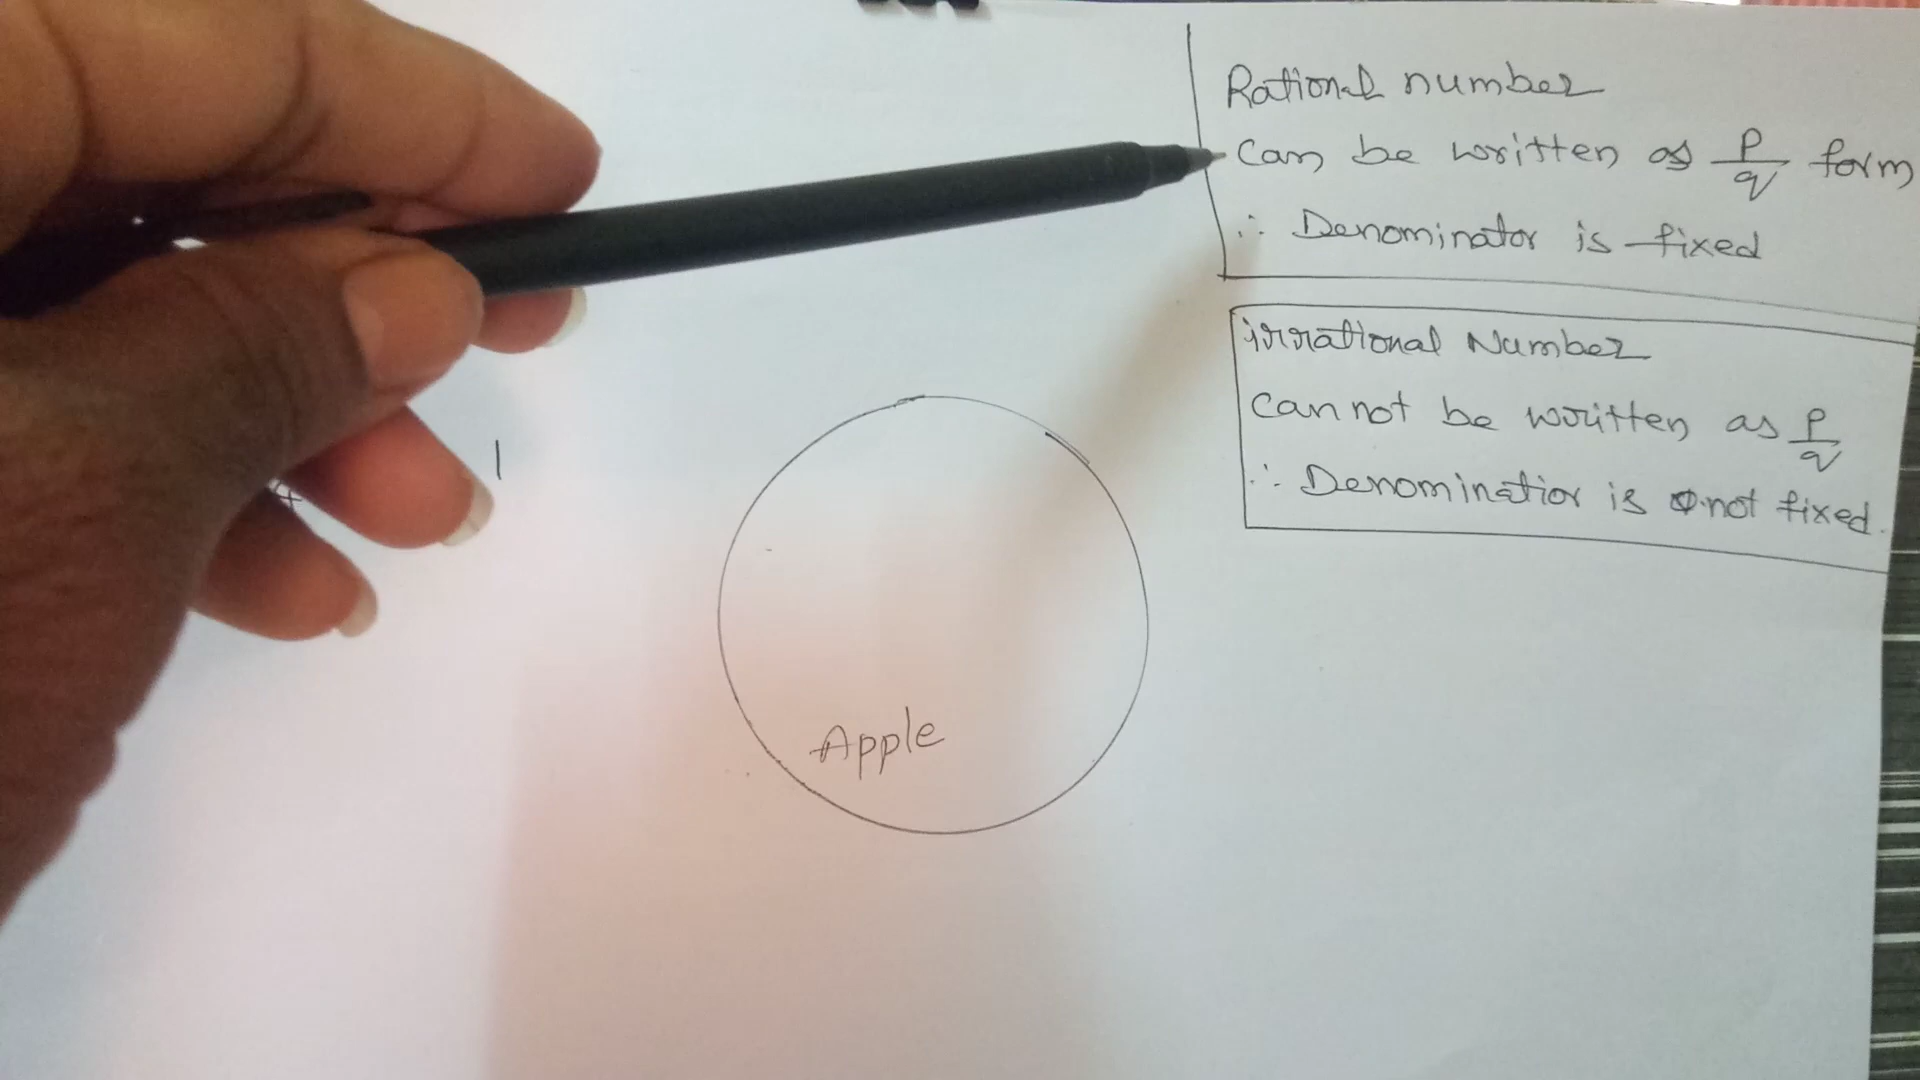 Rational number
Can be written as p/q form
∴ Denominator is fixed
irrational Number
Can not be written as p/q
∴ Denominatior is not fixed.
1
Apple